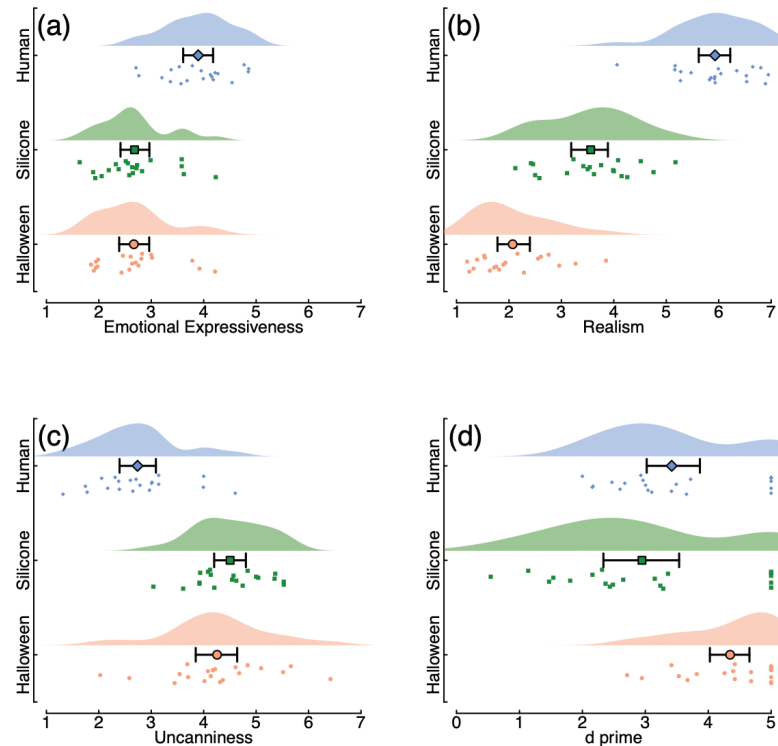 (a)
Human
Silicone
Halloween
1 2 3 4 5 6 7
Emotional Expressiveness
(b)
Human
Silicone
Halloween
1 2 3 4 5 6 7
Realism
(c)
Human
Silicone
Halloween
1 2 3 4 5 6 7
Uncanniness
(d)
Human
Silicone
Halloween
0 1 2 3 4 5
d prime